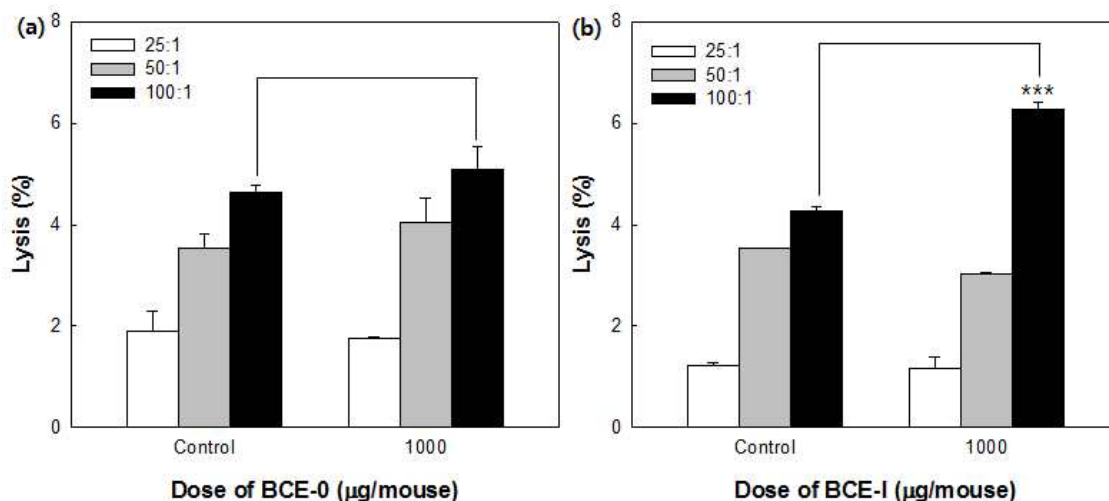 (a)
8
6
4
2
0
Lysis (%)
25:1
50:1
100:1
Control
1000
Dose of BCE-0 (μg/mouse)
(b)
8
6
4
2
0
Lysis (%)
25:1
50:1
100:1
***
Control
1000
Dose of BCE-I (μg/mouse)